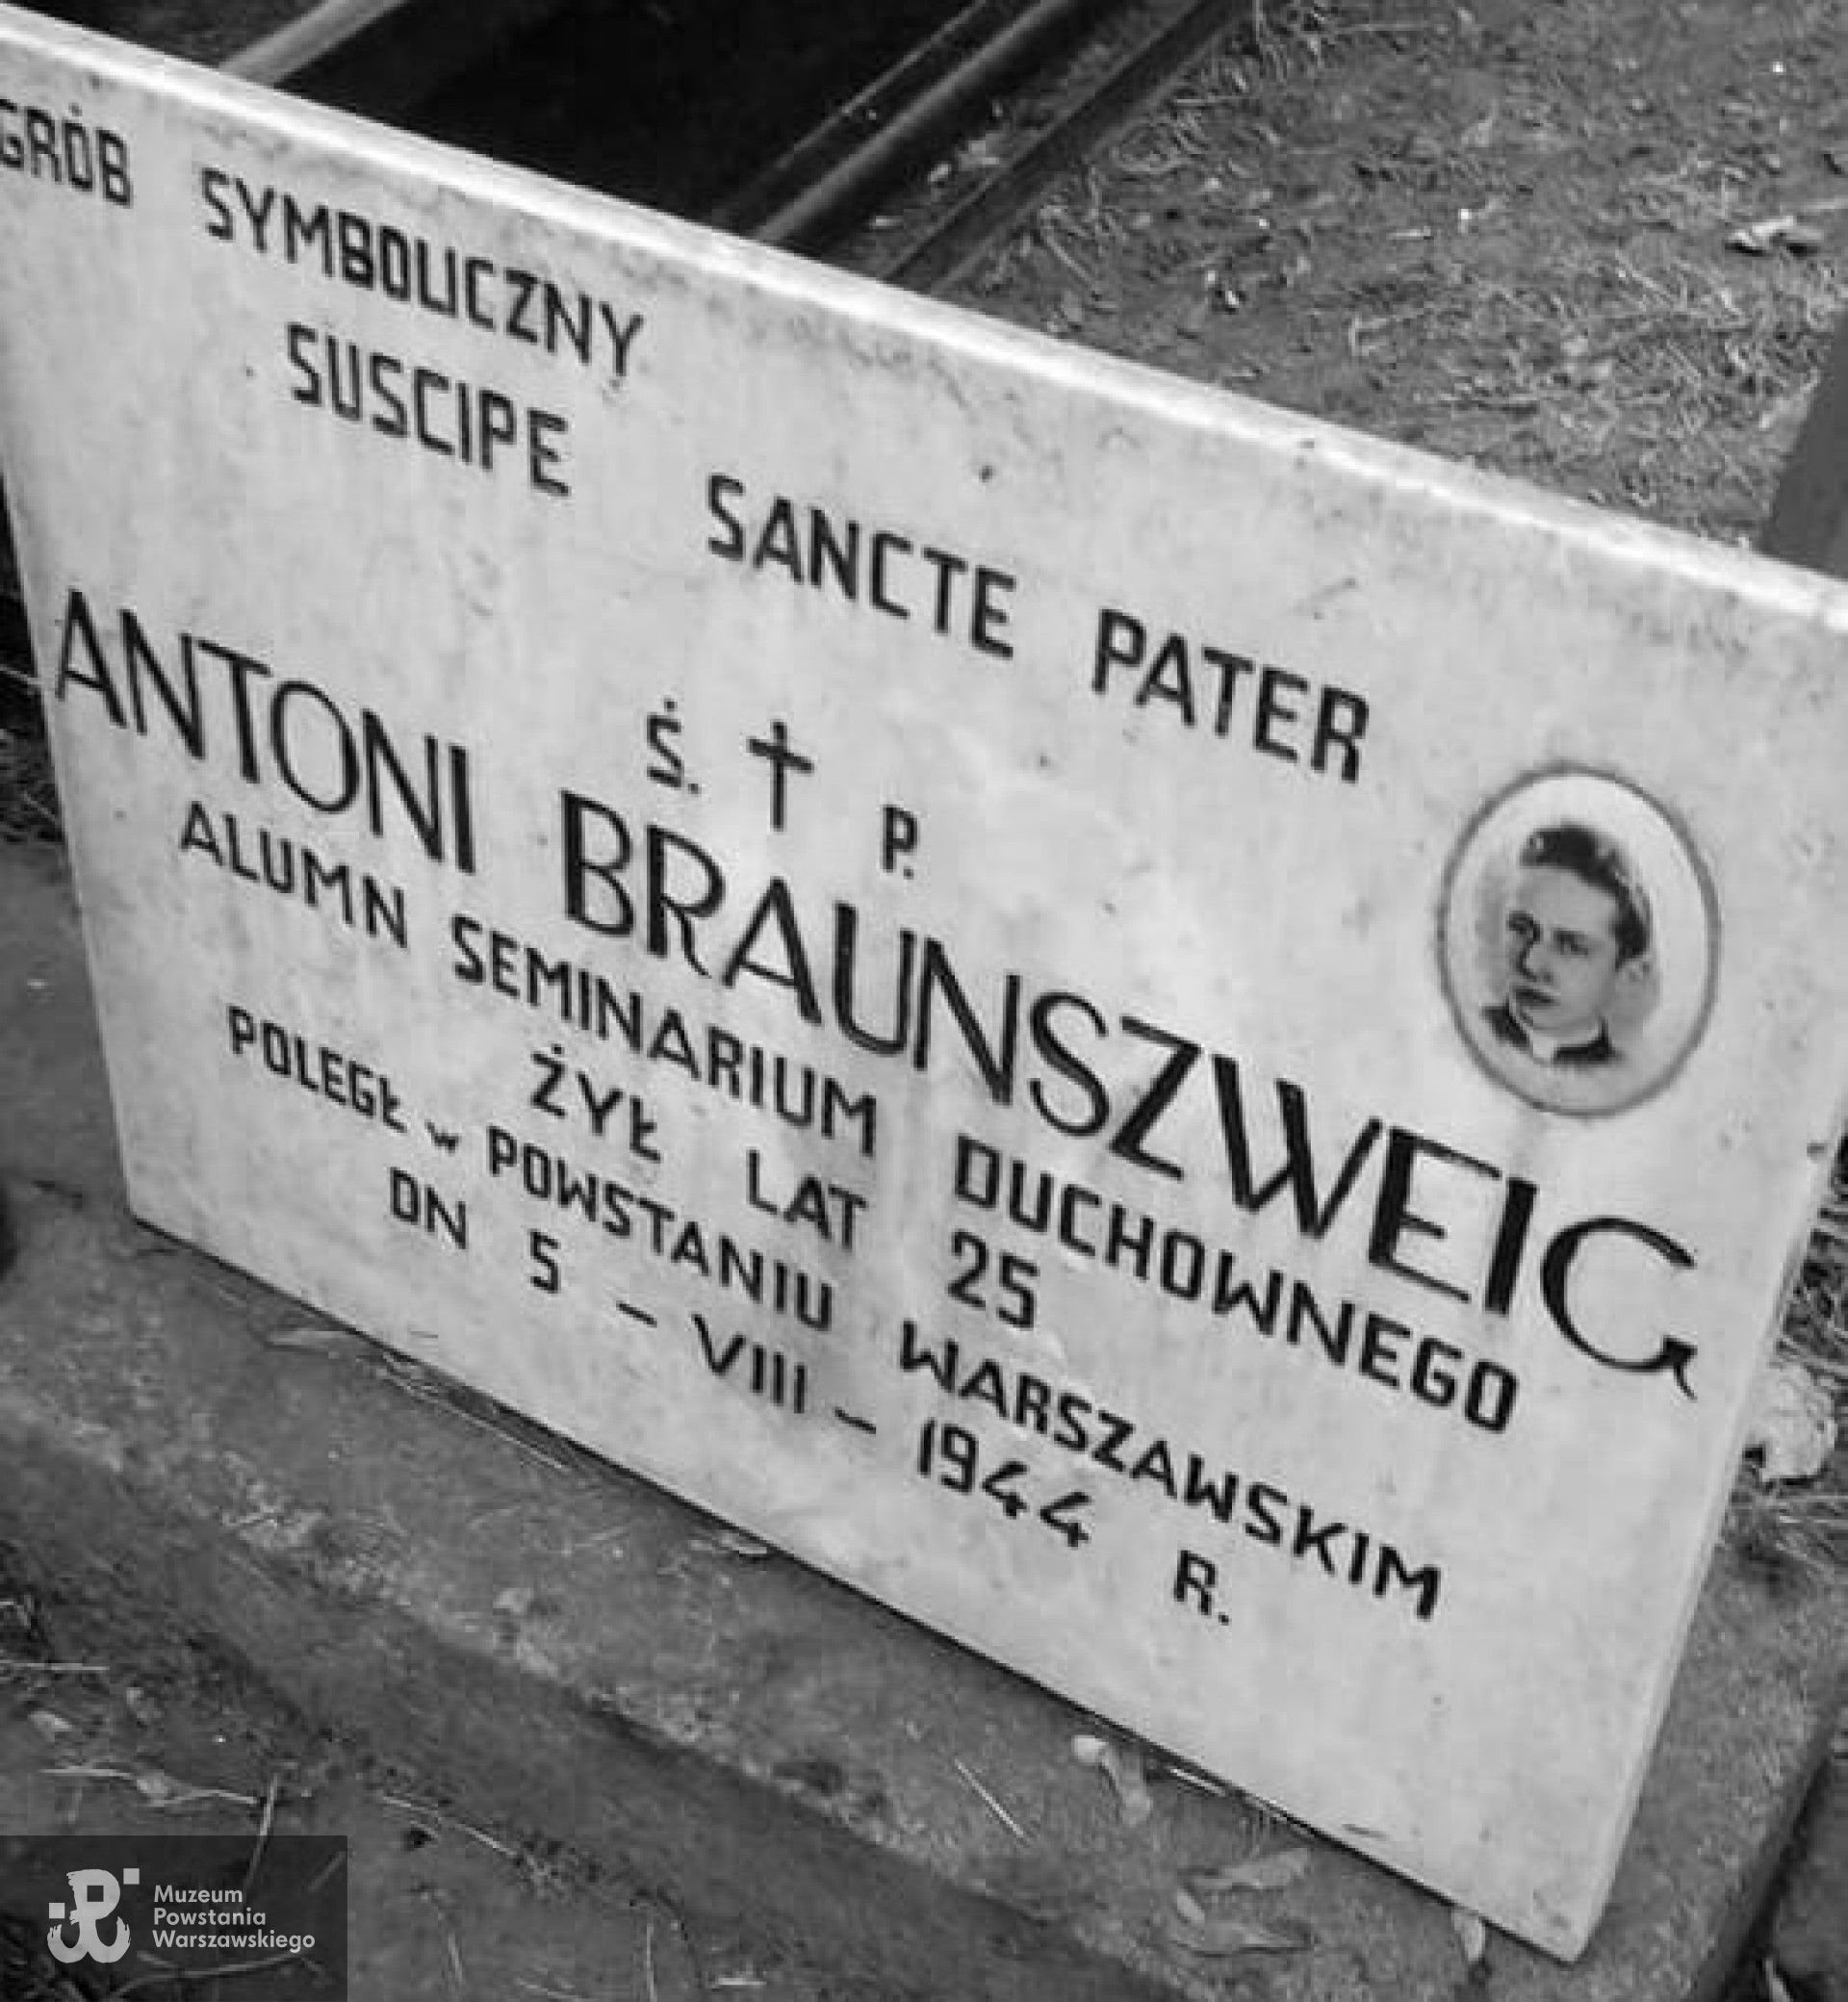 GRÓB SYMBOLICZNY
SUSCIPE SANCTE PATER
Ś. † P.
ANTONI BRAUNSZWEIG
ALUMN SEMINARIUM DUCHOWNEGO
ŻYŁ LAT 25
POLEGŁ w POWSTANIU WARSZAWSKIM
DN 5 – VIII – 1944 R.
Muzeum
Powstania
Warszawskiego